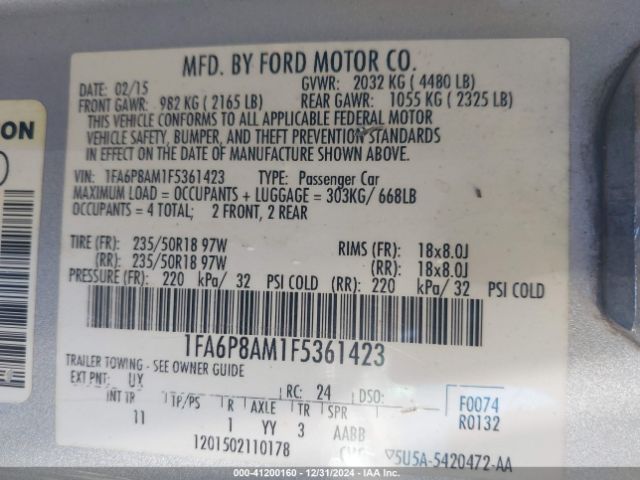 MFD. BY FORD MOTOR CO.
DATE: 02/15 GVWR: 2032 KG ( 4480 LB)
FRONT GAWR: 982 KG ( 2165 LB) REAR GAWR: 1055 KG ( 2325 LB)
THIS VEHICLE CONFORMS TO ALL APPLICABLE FEDERAL MOTOR
VEHICLE SAFETY, BUMPER, AND THEFT PREVENTION STANDARDS
IN EFFECT ON THE DATE OF MANUFACTURE SHOWN ABOVE.
VIN: 1FA6P8AM1F5361423 TYPE: Passenger Car
MAXIMUM LOAD = OCCUPANTS + LUGGAGE = 303KG/ 668LB
OCCUPANTS = 4 TOTAL; 2 FRONT, 2 REAR
TIRE (FR): 235/50R18 97W RIMS (FR): 18x8.0J
(RR): 235/50R18 97W (RR): 18x8.0J
PRESSURE (FR): 220 kPa/ 32 PSI COLD (RR): 220 kPa/ 32 PSI COLD
1FA6P8AM1F5361423
TRAILER TOWING - SEE OWNER GUIDE
EXT PNT: UX RC: 24 DSO: F0074
INT TR TP/PS R AXLE TR SPR R0132
11 1 YY 3 AABB
1201502110178 5U5A-5420472-AA
000-41200160 - 12/31/2024 - IAAI